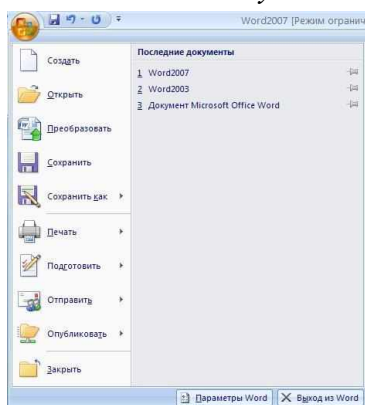 Word2007 [Режим огранич
Создать
Открыть
Преобразовать
Сохранить
Сохранить как
Печать
Подготовить
Отправить
Опубликовать
Закрыть
Последние документы
1 Word2007
2 Word2003
3 Документ Microsoft Office Word
Параметры Word
Выход из Word